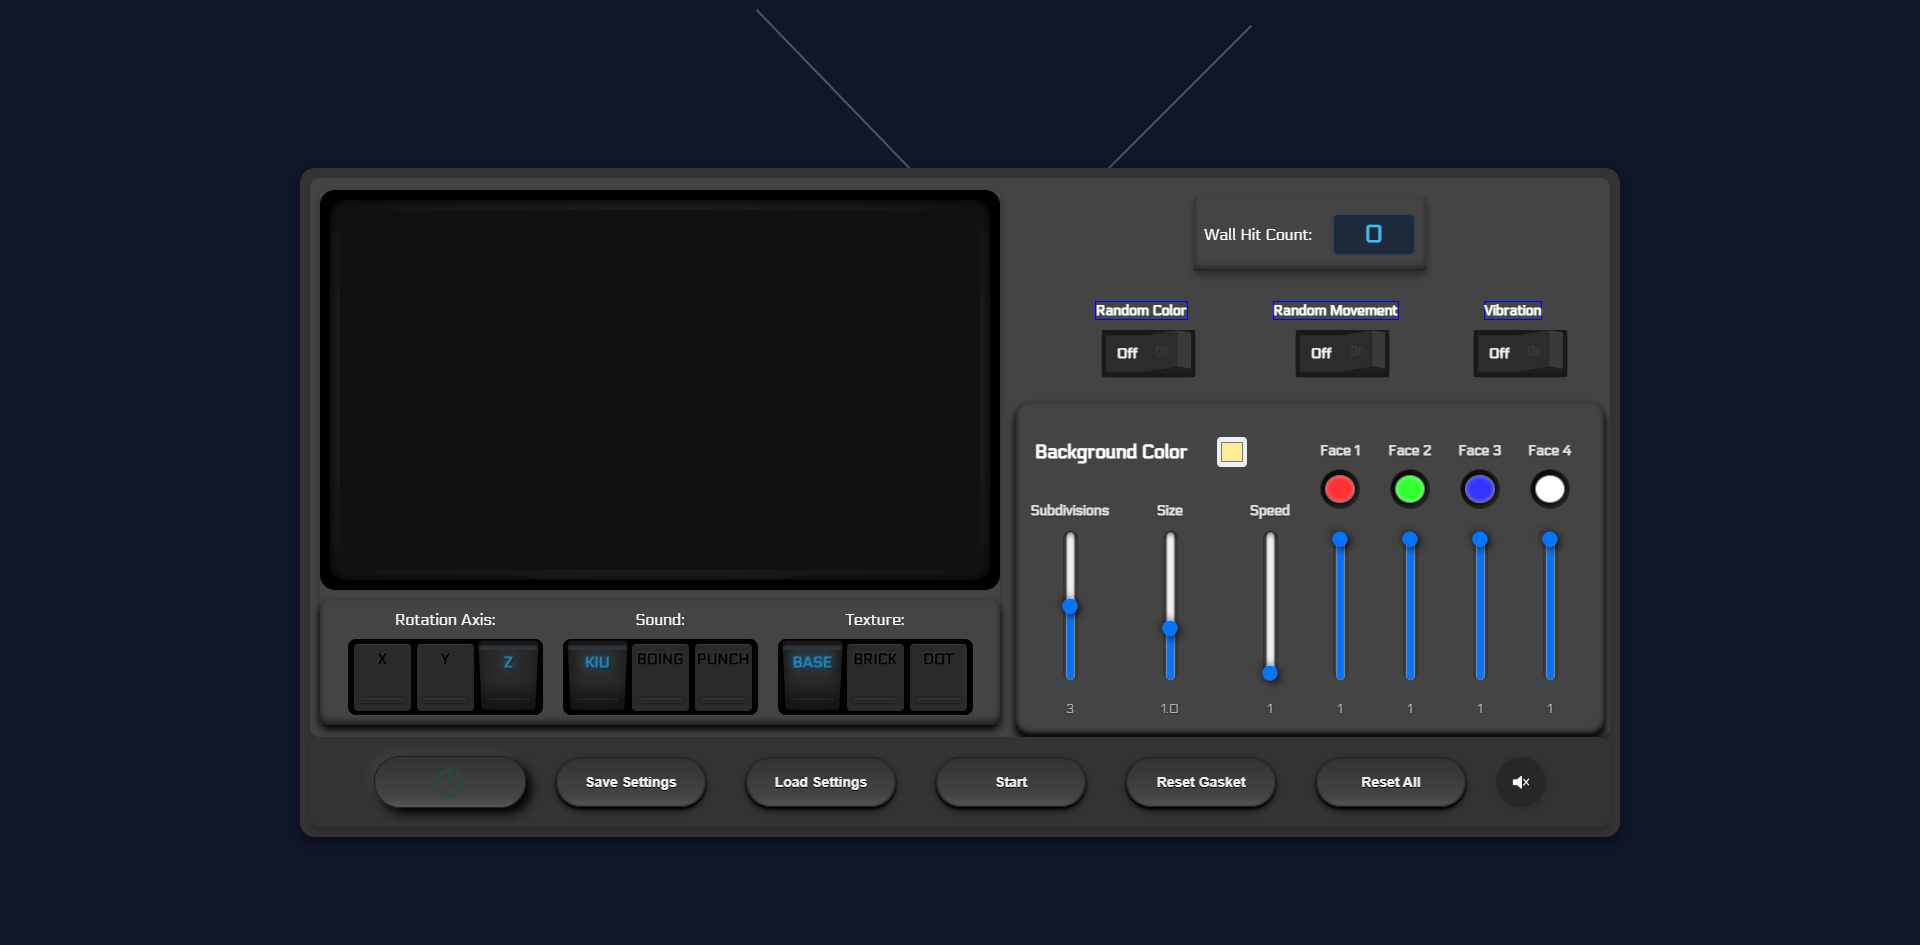 Wall Hit Count: 0
Random Color Random Movement Vibration
Off On Off On Off On
Background Color Face 1 Face 2 Face 3 Face 4
Subdivisions Size Speed
3 1.0 1 1 1 1 1
Rotation Axis: Sound: Texture:
X Y Z KIU BOING PUNCH BASE BRICK DOT
Save Settings Load Settings Start Reset Gasket Reset All